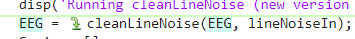 disp('Running cleanLineNoise (new version
EEG = cleanLineNoise(EEG, lineNoiseIn);